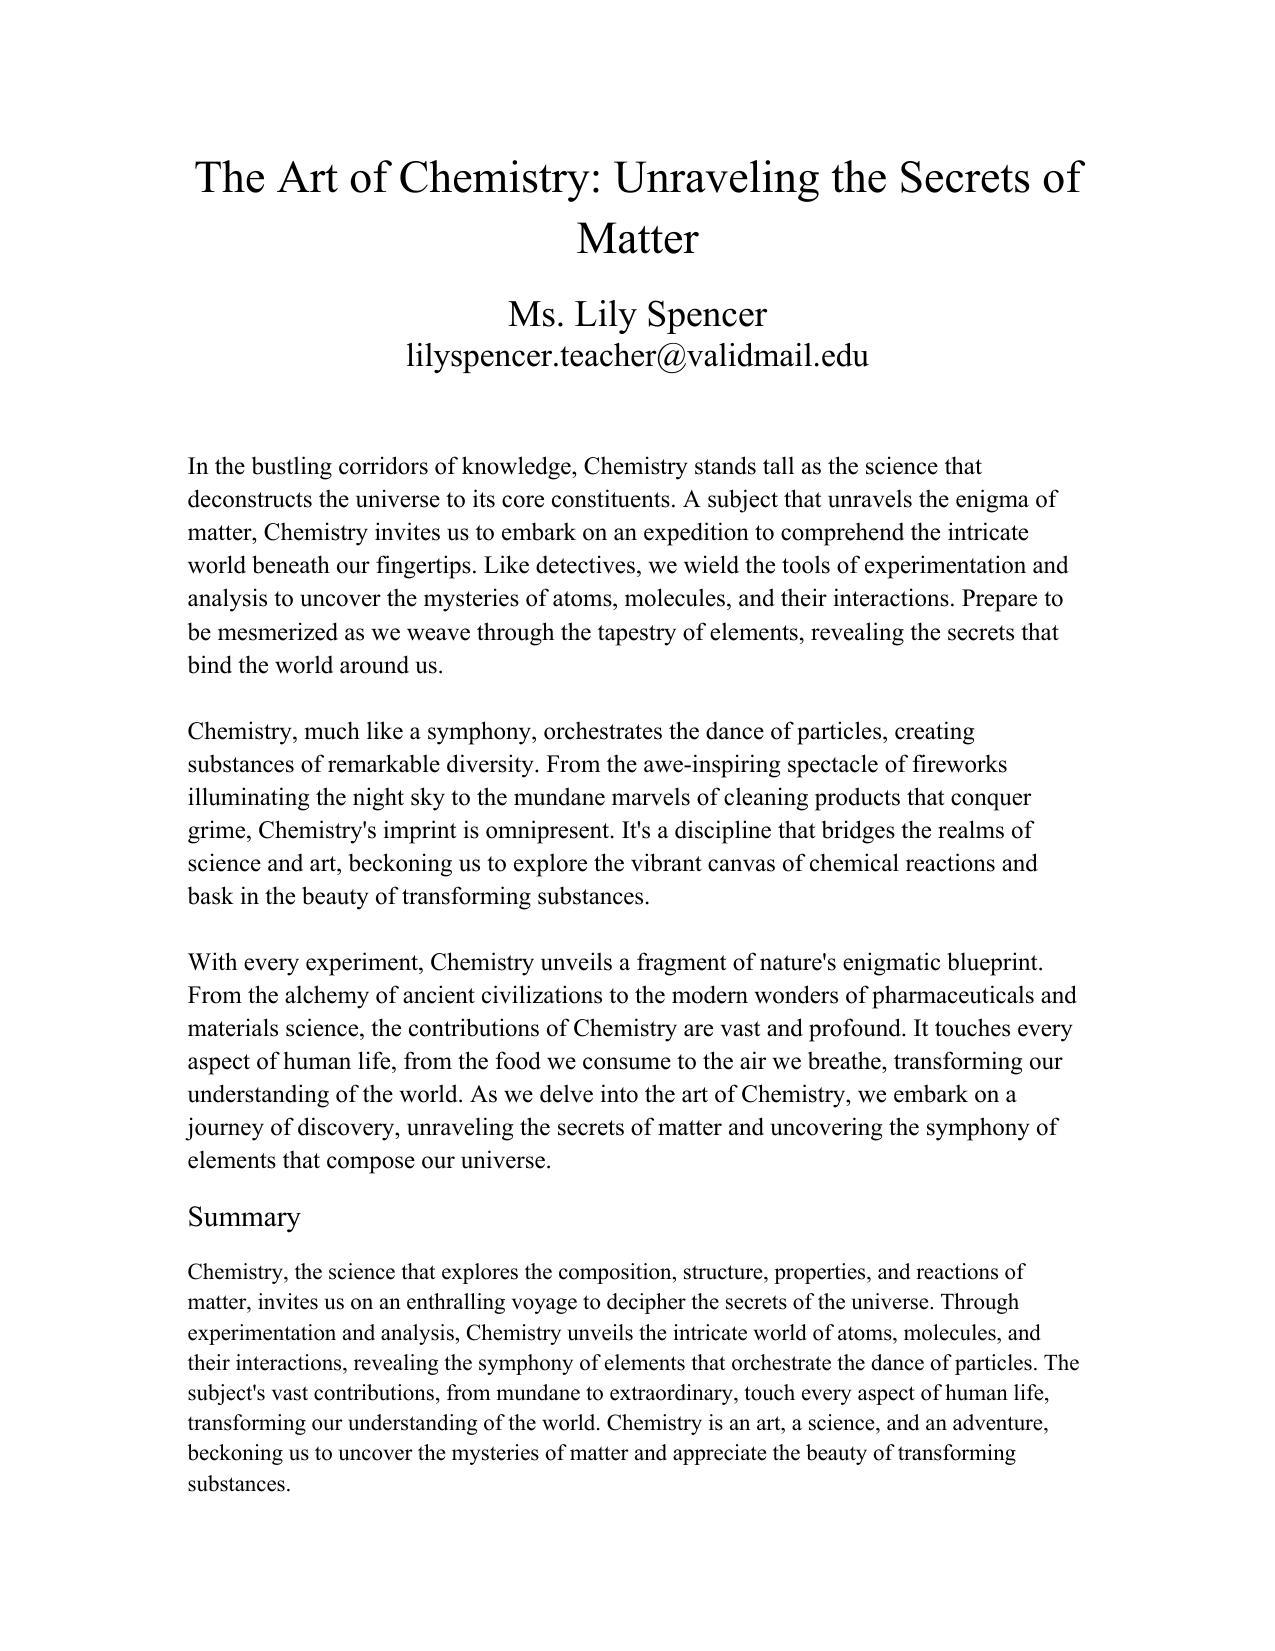 The Art of Chemistry: Unraveling the Secrets of
Matter
Ms. Lily Spencer
lilyspencer.teacher@validmail.edu
In the bustling corridors of knowledge, Chemistry stands tall as the science that
deconstructs the universe to its core constituents. A subject that unravels the enigma of
matter, Chemistry invites us to embark on an expedition to comprehend the intricate
world beneath our fingertips. Like detectives, we wield the tools of experimentation and
analysis to uncover the mysteries of atoms, molecules, and their interactions. Prepare to
be mesmerized as we weave through the tapestry of elements, revealing the secrets that
bind the world around us.
Chemistry, much like a symphony, orchestrates the dance of particles, creating
substances of remarkable diversity. From the awe-inspiring spectacle of fireworks
illuminating the night sky to the mundane marvels of cleaning products that conquer
grime, Chemistry's imprint is omnipresent. It's a discipline that bridges the realms of
science and art, beckoning us to explore the vibrant canvas of chemical reactions and
bask in the beauty of transforming substances.
With every experiment, Chemistry unveils a fragment of nature's enigmatic blueprint.
From the alchemy of ancient civilizations to the modern wonders of pharmaceuticals and
materials science, the contributions of Chemistry are vast and profound. It touches every
aspect of human life, from the food we consume to the air we breathe, transforming our
understanding of the world. As we delve into the art of Chemistry, we embark on a
journey of discovery, unraveling the secrets of matter and uncovering the symphony of
elements that compose our universe.
Summary
Chemistry, the science that explores the composition, structure, properties, and reactions of
matter, invites us on an enthralling voyage to decipher the secrets of the universe. Through
experimentation and analysis, Chemistry unveils the intricate world of atoms, molecules, and
their interactions, revealing the symphony of elements that orchestrate the dance of particles. The
subject's vast contributions, from mundane to extraordinary, touch every aspect of human life,
transforming our understanding of the world. Chemistry is an art, a science, and an adventure,
beckoning us to uncover the mysteries of matter and appreciate the beauty of transforming
substances.